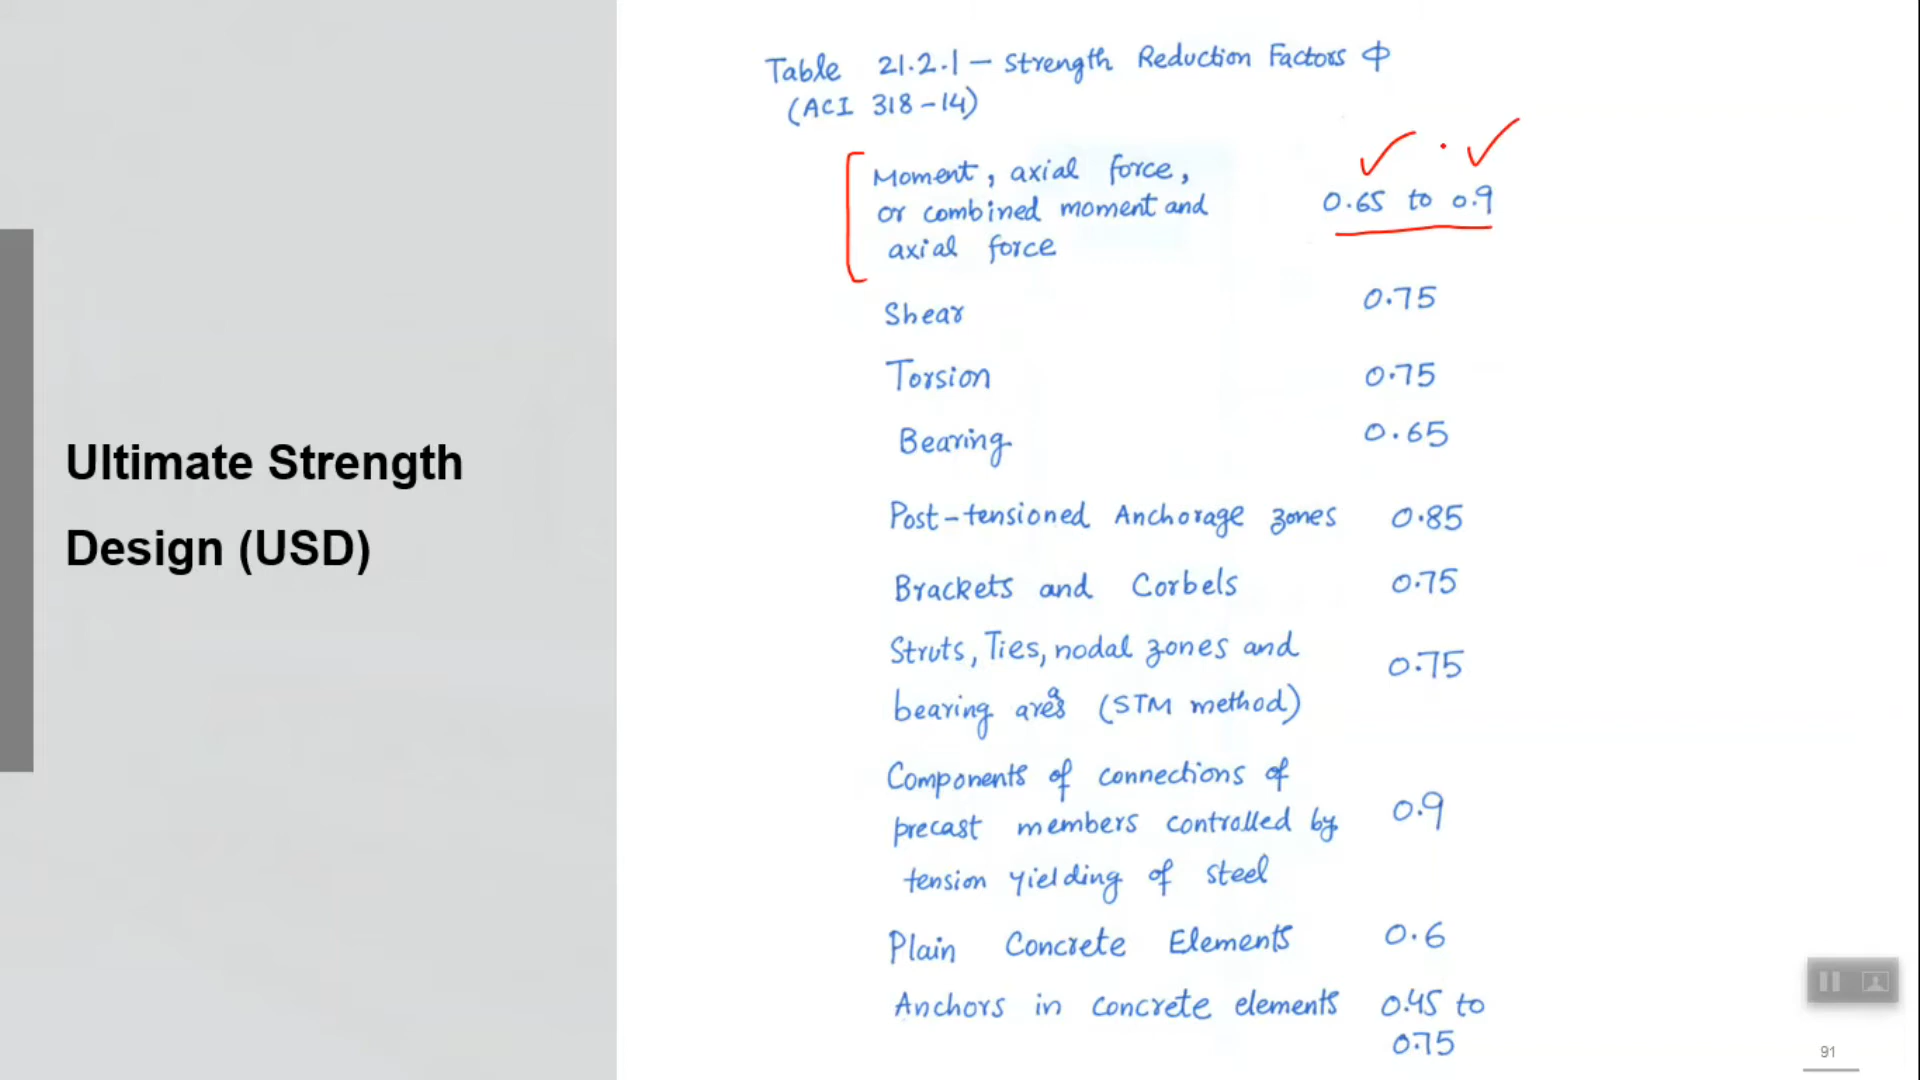 Ultimate Strength
Design (USD)
Table 21.2.1 – Strength Reduction Factors ϕ
(ACI 318-14)
Moment, axial force,
or combined moment and
axial force
0.65 to 0.9
Shear 0.75
Torsion 0.75
Bearing 0.65
Post-tensioned Anchorage zones 0.85
Brackets and Corbels 0.75
Struts, Ties, nodal zones and
bearing areas (STM method)
0.75
Components of connections of
precast members controlled by
tension yielding of steel
0.9
Plain Concrete Elements 0.6
Anchors in concrete elements 0.45 to
0.75
91